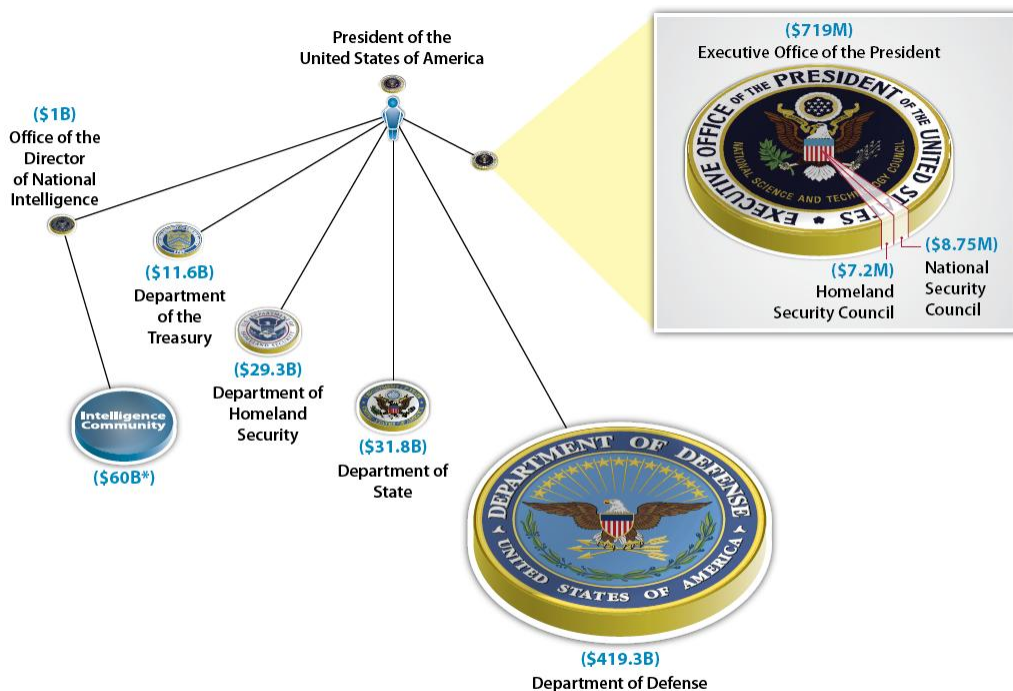 President of the
United States of America
($1B)
Office of the
Director
of National
Intelligence
($11.6B)
Department
of the
Treasury
($29.3B)
Department of
Homeland
Security
Intelligence
Community
($60B*)
($31.8B)
Department of
State
DEPARTMENT OF DEFENSE
UNITED STATES OF AMERICA
($419.3B)
Department of Defense
($719M)
Executive Office of the President
EXECUTIVE OFFICE OF THE PRESIDENT OF THE UNITED STATES
NATIONAL SCIENCE AND TECHNOLOGY COUNCIL
($7.2M)
Homeland
Security Council
($8.75M)
National
Security
Council